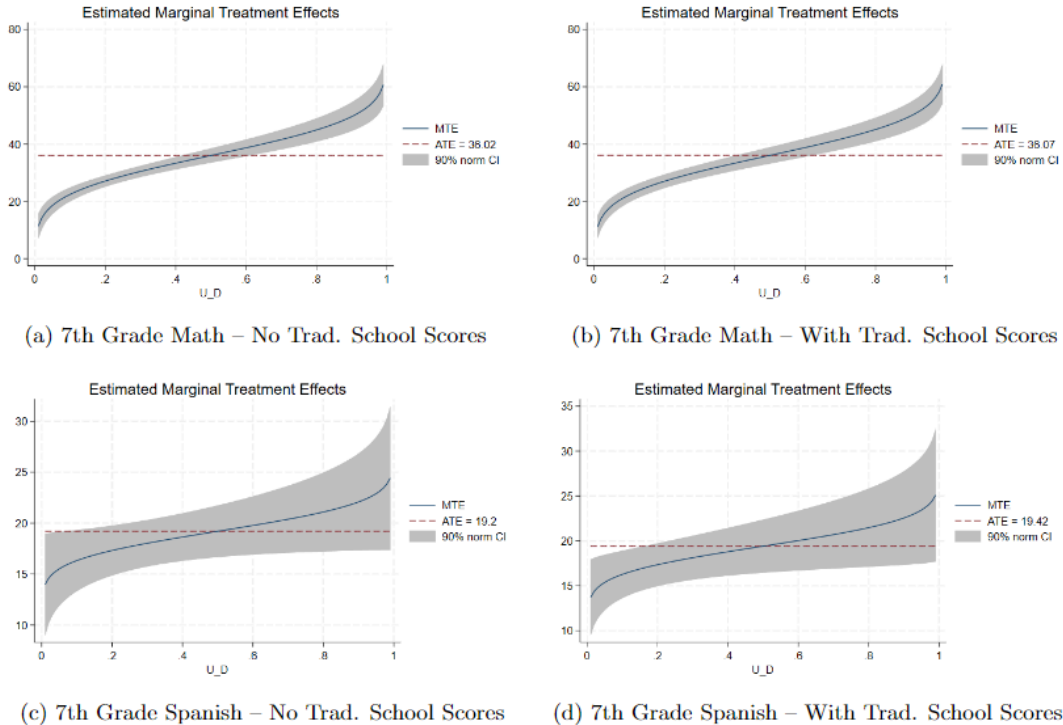 Estimated Marginal Treatment Effects
80
60
40
20
0
0 .2 .4 .6 .8 1
U_D
MTE
ATE = 36.02
90% norm CI
(a) 7th Grade Math – No Trad. School Scores
Estimated Marginal Treatment Effects
80
60
40
20
0
0 .2 .4 .6 .8 1
U_D
MTE
ATE = 36.07
90% norm CI
(b) 7th Grade Math – With Trad. School Scores
Estimated Marginal Treatment Effects
30
25
20
15
10
0 .2 .4 .6 .8 1
U_D
MTE
ATE = 19.2
90% norm CI
(c) 7th Grade Spanish – No Trad. School Scores
Estimated Marginal Treatment Effects
35
30
25
20
15
10
0 .2 .4 .6 .8 1
U_D
MTE
ATE = 19.42
90% norm CI
(d) 7th Grade Spanish – With Trad. School Scores